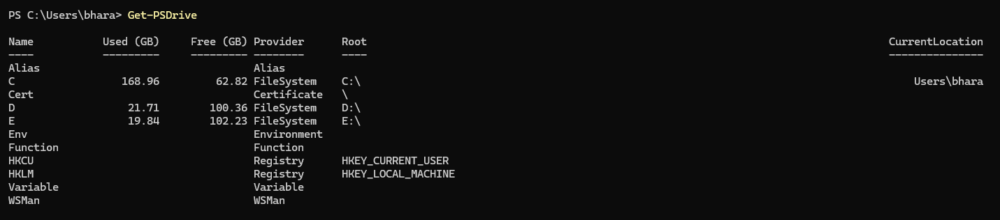 PS C:\Users\bhara> Get-PSDrive
Name           Used (GB)     Free (GB) Provider      Root                                                                                   CurrentLocation
----           ---------     --------- --------      ----                                                                                   ---------------
Alias                                  Alias
C                 168.96         62.82 FileSystem    C:\                                                                                        Users\bhara
Cert                                   Certificate   \
D                  21.71        100.36 FileSystem    D:\
E                  19.84        102.23 FileSystem    E:\
Env                                    Environment
Function                               Function
HKCU                                   Registry      HKEY_CURRENT_USER
HKLM                                   Registry      HKEY_LOCAL_MACHINE
Variable                               Variable
WSMan                                  WSMan